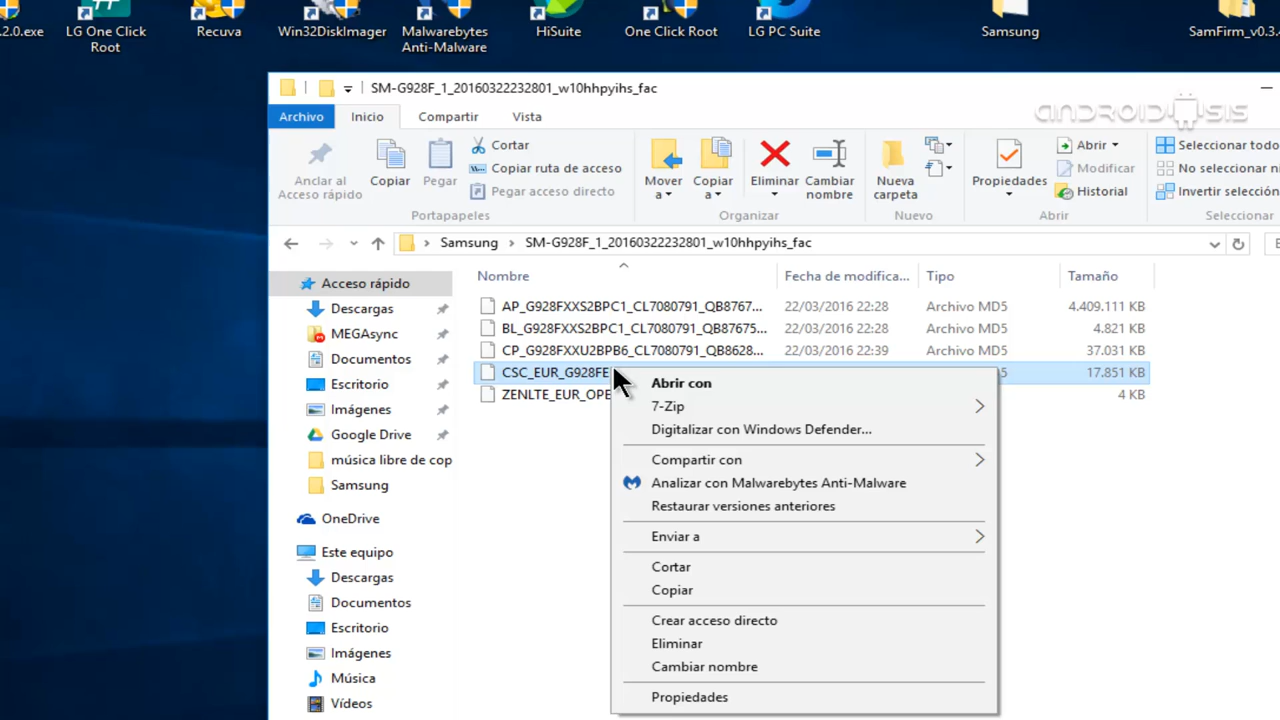 .2.0.exe
LG One Click
Root
Recuva
Win32DiskImager
Malwarebytes
Anti-Malware
HiSuite
One Click Root
LG PC Suite
Samsung
SamFirm_v0.3.
SM-G928F_1_20160322232801_w10hhpyihs_fac
Archivo
Inicio
Compartir
Vista
ANDROIDSIS
Anclar al
Acceso rápido
Copiar
Pegar
Cortar
Copiar ruta de acceso
Pegar acceso directo
Portapapeles
Mover
a
Copiar
a
Eliminar
Cambiar
nombre
Organizar
Nueva
carpeta
Nuevo
Propiedades
Abrir
Modificar
Historial
Abrir
Seleccionar todo
No seleccionar n
Invertir selección
Seleccionar
Samsung
SM-G928F_1_20160322232801_w10hhpyihs_fac
Nombre
Fecha de modifica...
Tipo
Tamaño
AP_G928FXXS2BPC1_CL7080791_QB8767... 22/03/2016 22:28 Archivo MD5 4.409.111 KB
BL_G928FXXS2BPC1_CL7080791_QB87675... 22/03/2016 22:28 Archivo MD5 4.821 KB
CP_G928FXXU2BPB6_CL7080791_QB8628... 22/03/2016 22:39 Archivo MD5 37.031 KB
CSC_EUR_G928FE 5 17.851 KB
ZENLTE_EUR_OPE 4 KB
Acceso rápido
Descargas
MEGAsync
Documentos
Escritorio
Imágenes
Google Drive
música libre de cop
Samsung
OneDrive
Este equipo
Descargas
Documentos
Escritorio
Imágenes
Música
Vídeos
Abrir con
7-Zip
Digitalizar con Windows Defender...
Compartir con
Analizar con Malwarebytes Anti-Malware
Restaurar versiones anteriores
Enviar a
Cortar
Copiar
Crear acceso directo
Eliminar
Cambiar nombre
Propiedades